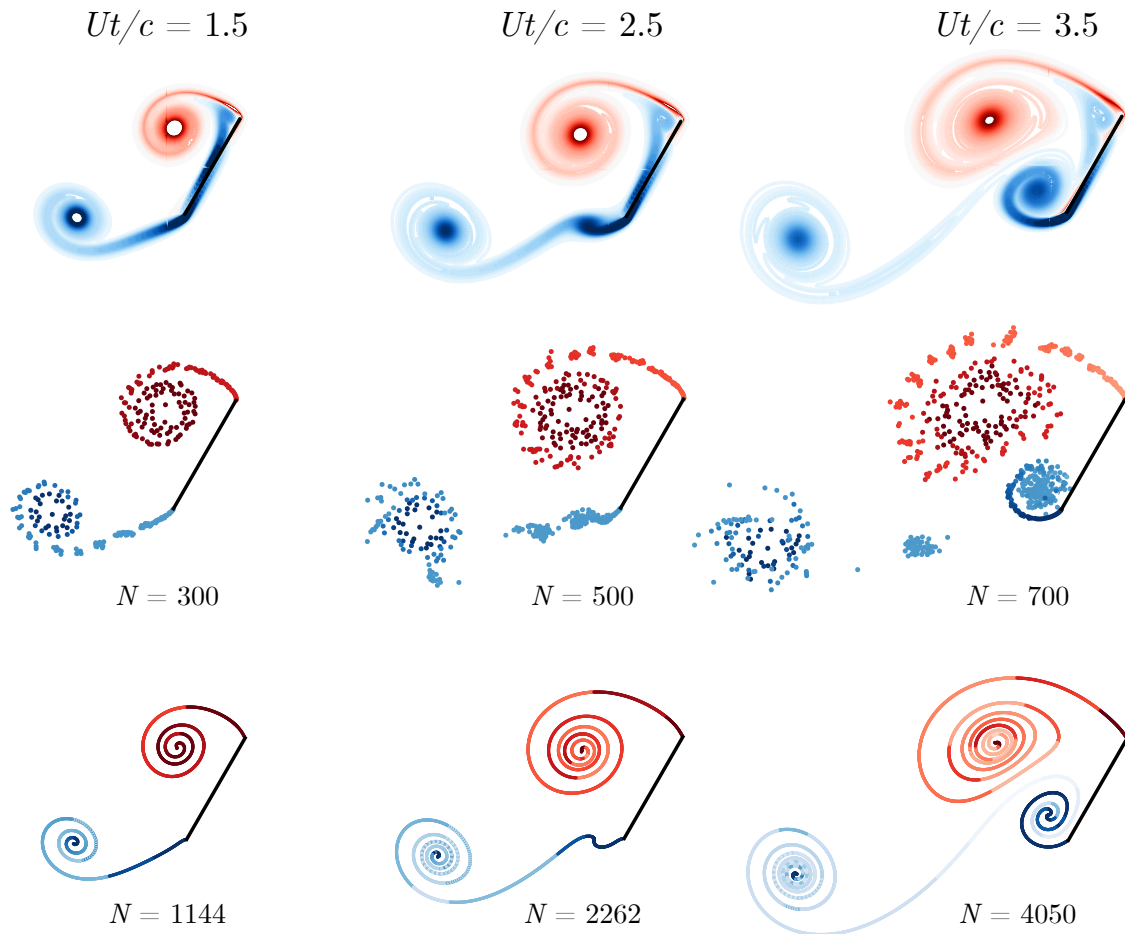 Ut/c = 1.5 Ut/c = 2.5 Ut/c = 3.5
N = 300 N = 500 N = 700
N = 1144 N = 2262 N = 4050